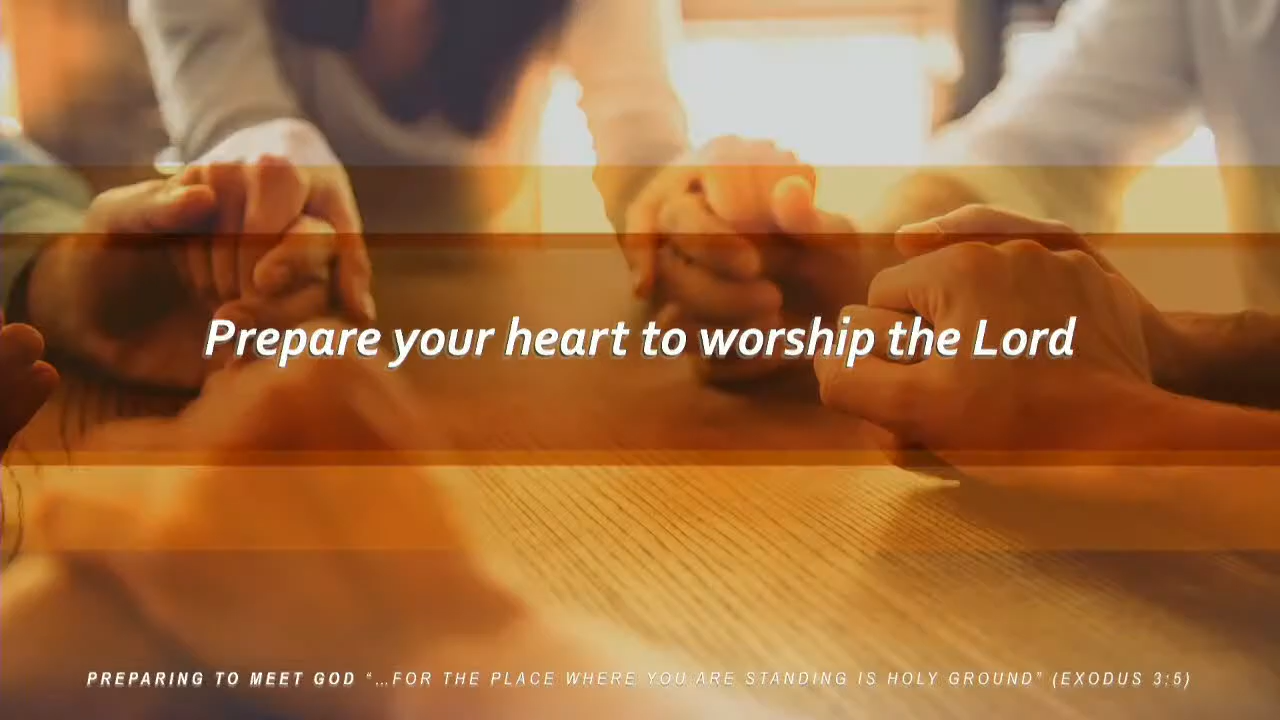 Prepare your heart to worship the Lord
PREPARING TO MEET GOD “…FOR THE PLACE WHERE YOU ARE STANDING IS HOLY GROUND” (EXODUS 3:5)